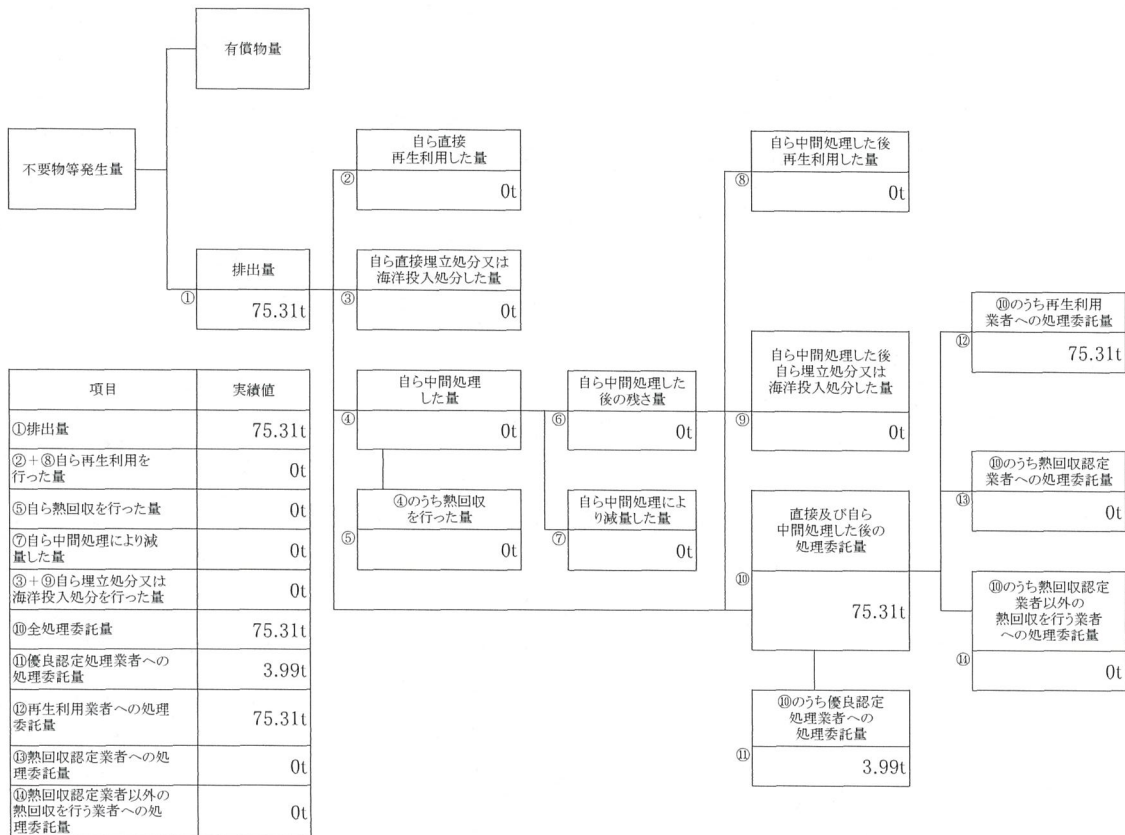 有償物量
不要物等発生量
排出量
①
75.31t
自ら直接
再生利用した量
②
0t
自ら直接埋立処分又は
海洋投入処分した量
③
0t
自ら中間処理
した量
④
0t
④のうち熱回収
を行った量
⑤
0t
自ら中間処理した
後の残さ量
⑥
0t
自ら中間処理によ
り減量した量
⑦
0t
自ら中間処理した後
再生利用した量
⑧
0t
自ら中間処理した後
自ら埋立処分又は
海洋投入処分した量
⑨
0t
直接及び自ら
中間処理した後の
処理委託量
⑩
75.31t
⑩のうち優良認定
処理業者への
処理委託量
⑪
3.99t
⑩のうち再生利用
業者への処理委託量
⑫
75.31t
⑩のうち熱回収認定
業者への処理委託量
⑬
0t
⑩のうち熱回収認定
業者以外の
熱回収を行う業者
への処理委託量
⑭
0t
項目 実績値
①排出量 75.31t
②+⑧自ら再生利用を
行った量 0t
⑤自ら熱回収を行った量 0t
⑦自ら中間処理により減
量した量 0t
③+⑨自ら埋立処分又は
海洋投入処分を行った量 0t
⑩全処理委託量 75.31t
⑪優良認定処理業者への
処理委託量 3.99t
⑫再生利用業者への処理
委託量 75.31t
⑬熱回収認定業者への処
理委託量 0t
⑭熱回収認定業者以外の
熱回収を行う業者への処
理委託量 0t